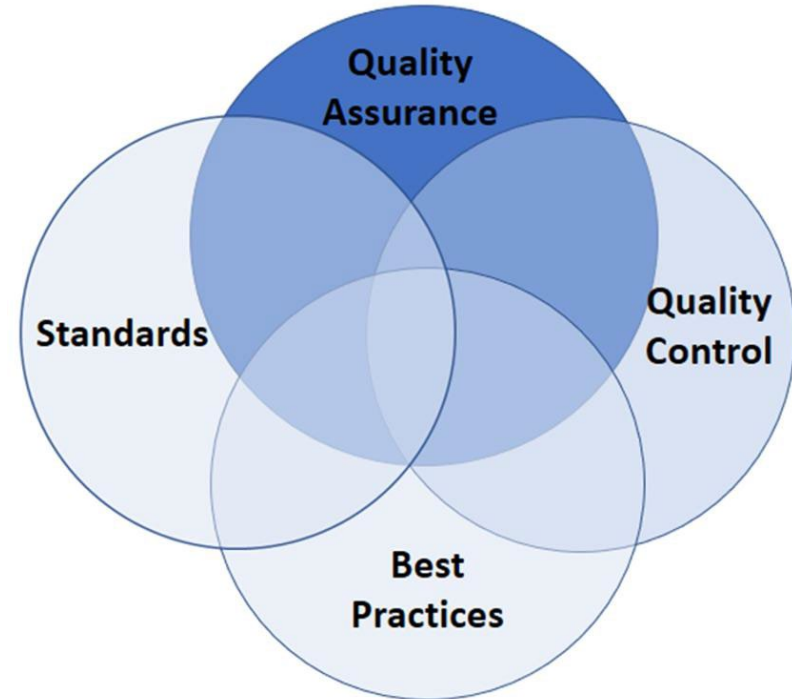 Quality
Assurance
Standards
Quality
Control
Best
Practices